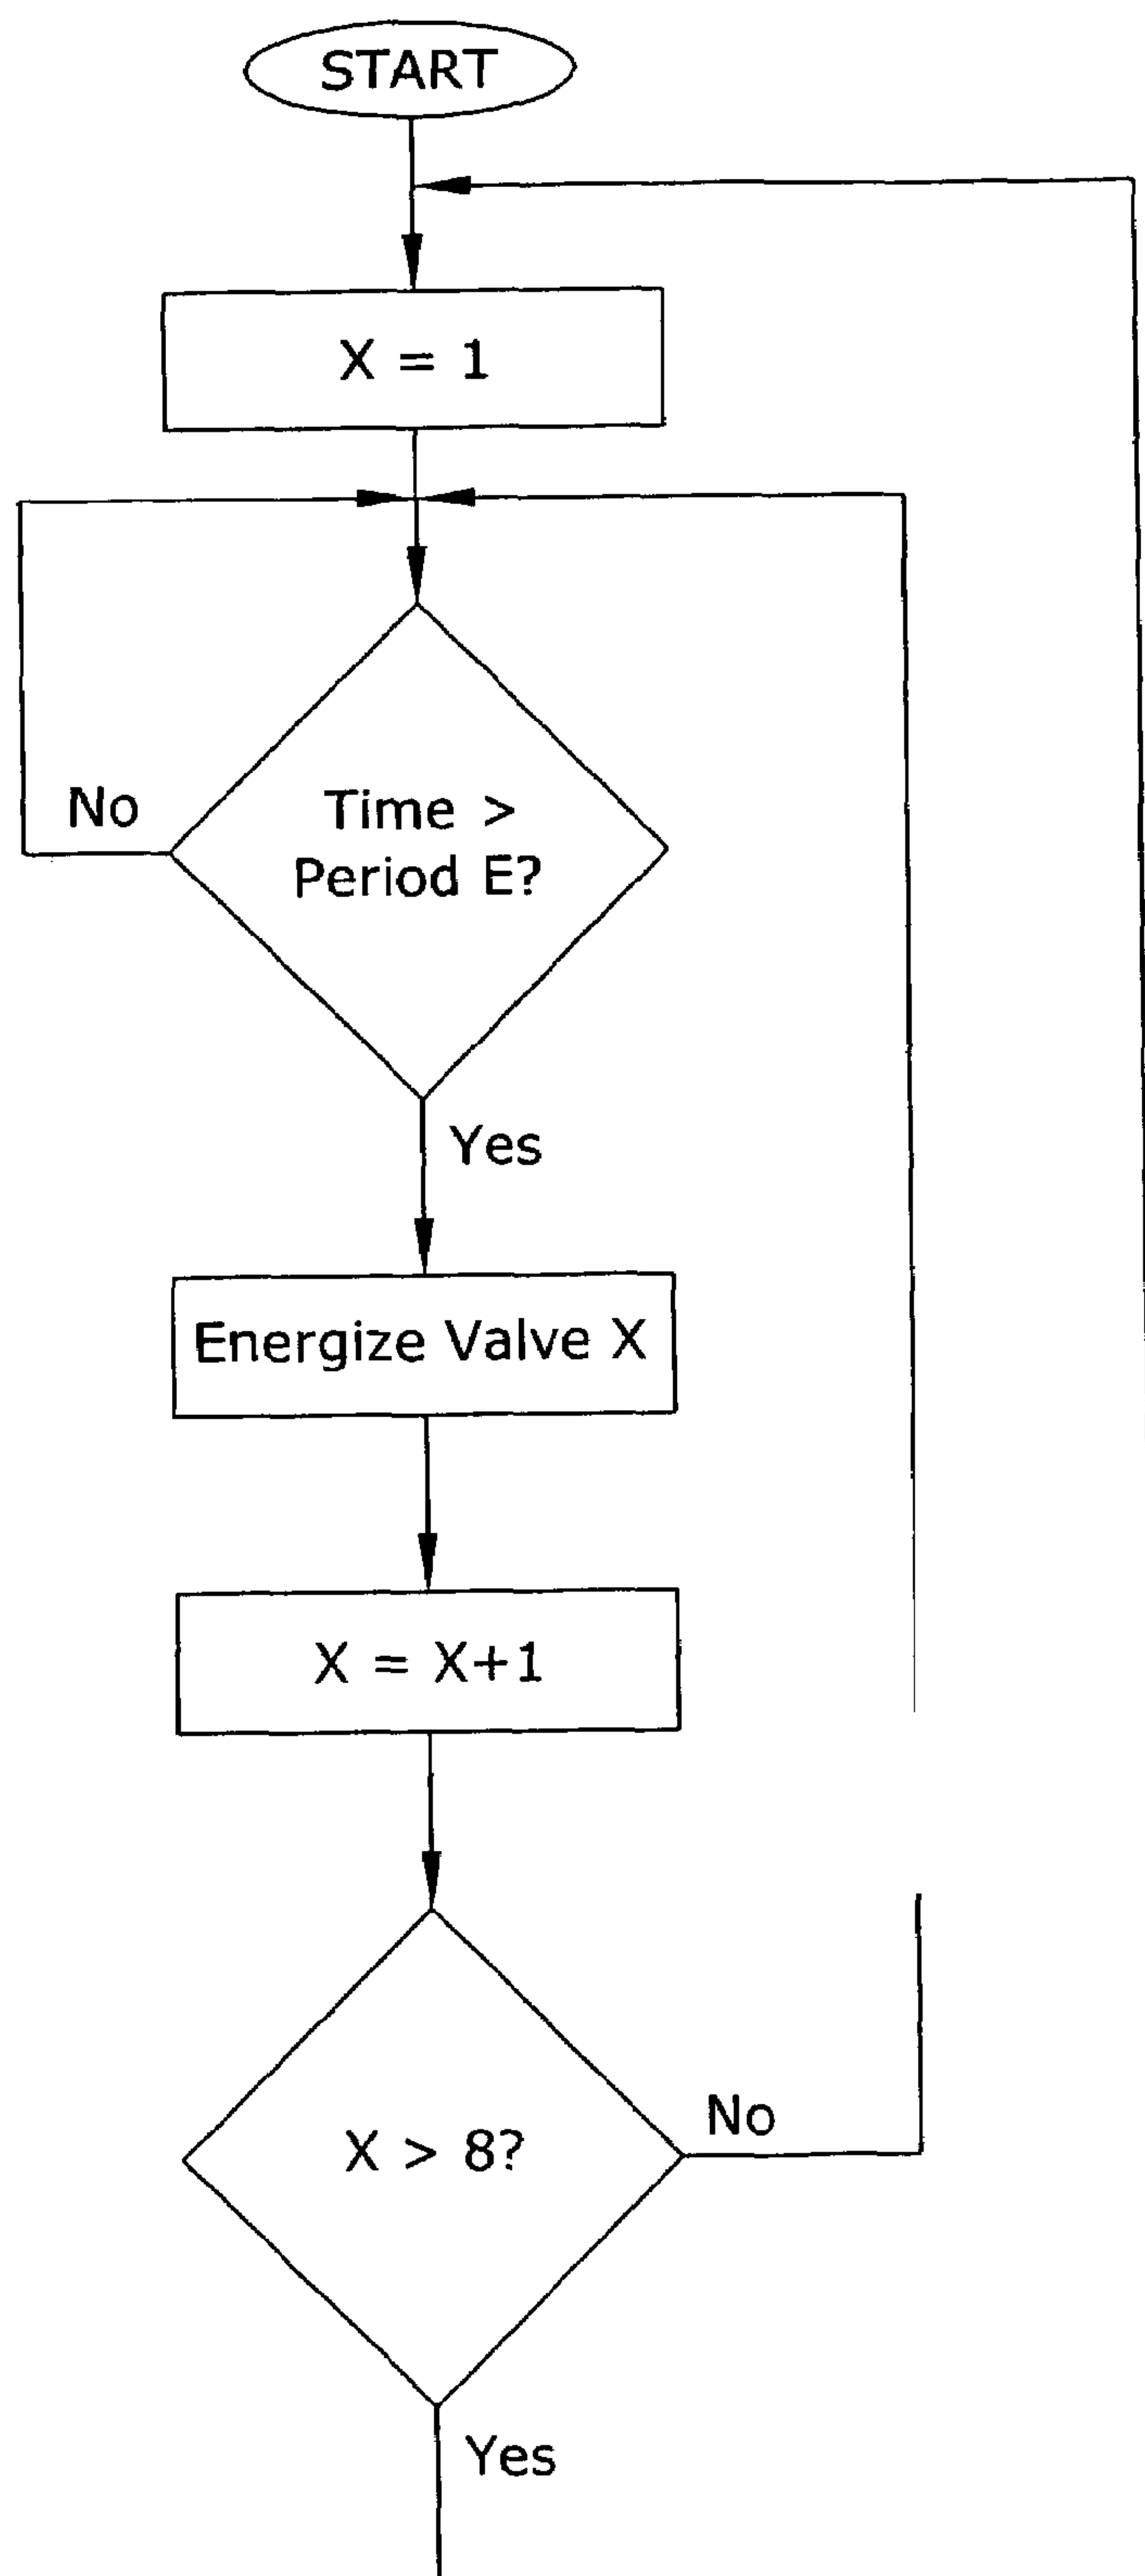 START
X = 1
No
Time >
Period E?
Yes
Energize Valve X
X = X+1
X > 8?
No
Yes